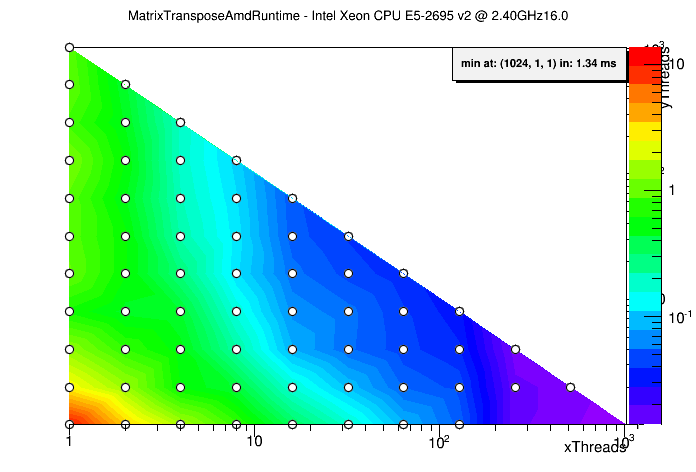 MatrixTransposeAmdRuntime - Intel Xeon CPU E5-2695 v2 @ 2.40GHz16.0
min at: (1024, 1, 1) in: 1.34 ms
10³
yThreads
10
1
10⁻¹
1 10 10² 10³
xThreads